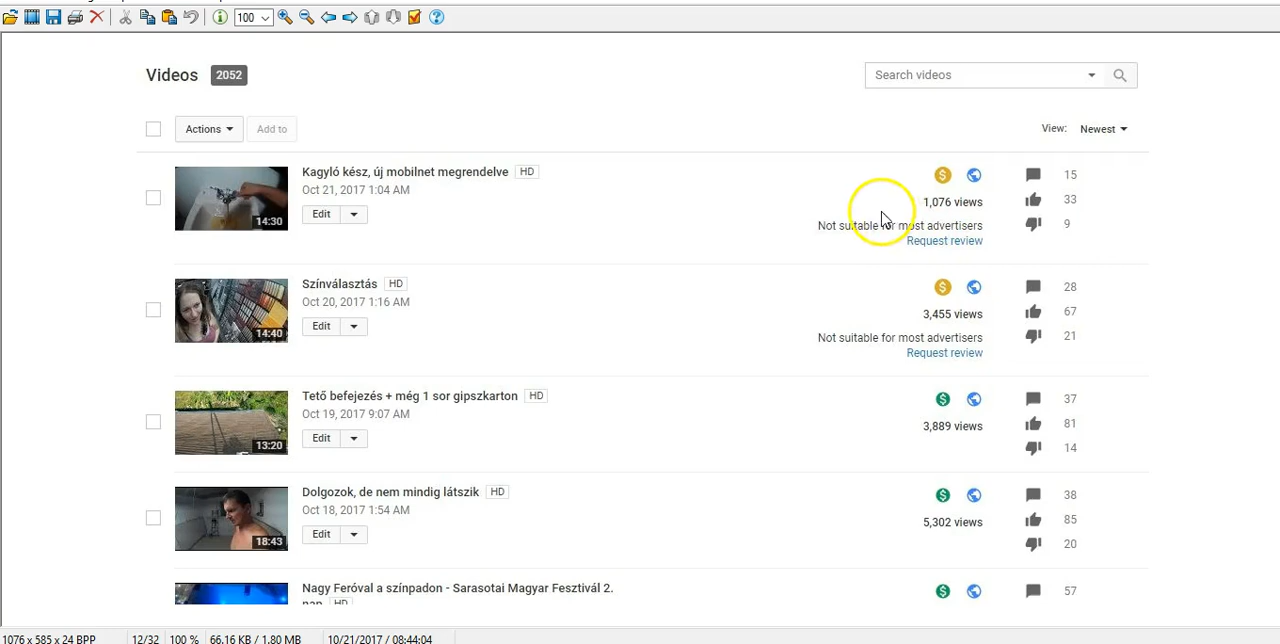 100
Videos 2052
Search videos
Actions Add to
View: Newest
Kagyló kész, új mobilnet megrendelve HD
Oct 21, 2017 1:04 AM
Edit
14:30
1,076 views
Not suitable for most advertisers
Request review
15
33
9
Színválasztás HD
Oct 20, 2017 1:16 AM
Edit
14:40
3,455 views
Not suitable for most advertisers
Request review
28
67
21
Tető befejezés + még 1 sor gipszkarton HD
Oct 19, 2017 9:07 AM
Edit
13:20
3,889 views
37
81
14
Dolgozok, de nem mindig látszik HD
Oct 18, 2017 1:54 AM
Edit
18:43
5,302 views
38
85
20
Nagy Feróval a színpadon - Sarasotai Magyar Fesztivál 2.
nap HD
57
1076 x 585 x 24 BPP 12/32 100 % 66.16 KB / 1.80 MB 10/21/2017 / 08:44:04